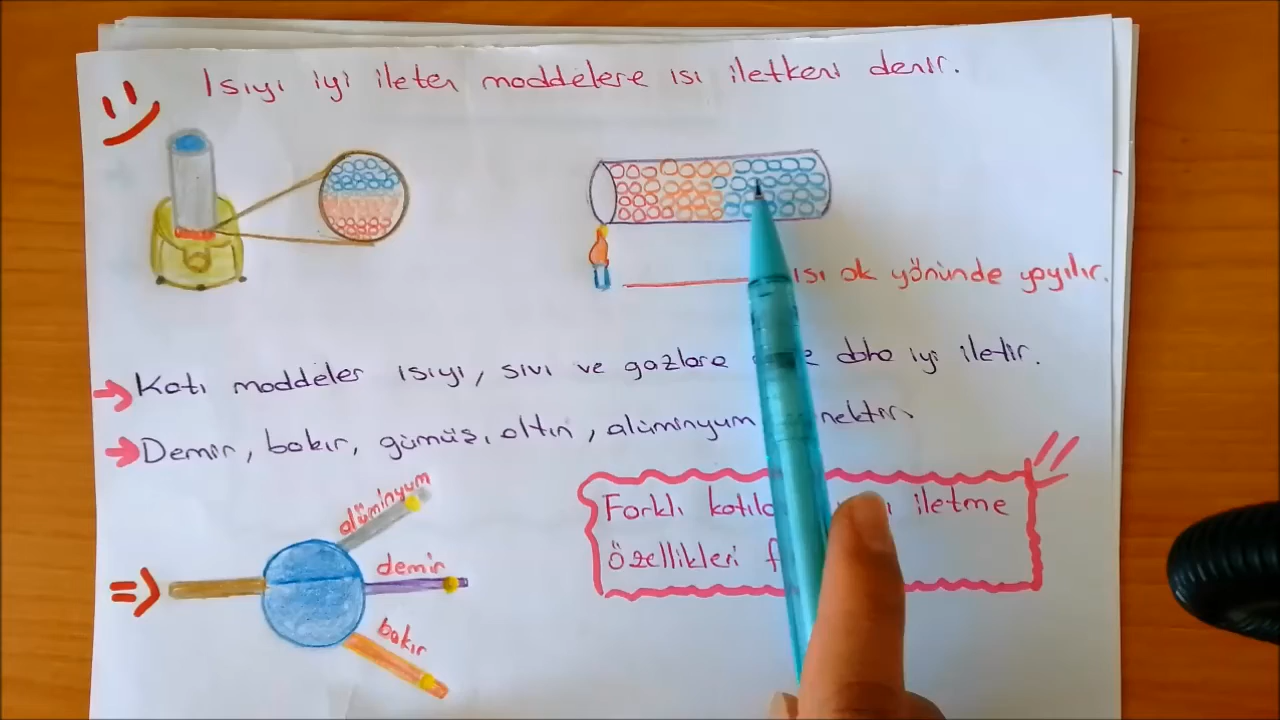 Isıyı iyi ileten maddelere ısı iletkeni denir.
ısı ok yönünde yayılır.
Katı maddeler ısıyı, sıvı ve gazlara daha iyi iletir.
Demir, bakır, gümüş, altın, alüminyum
alüminyum
demir
bakır
Farklı iletme
özellikleri